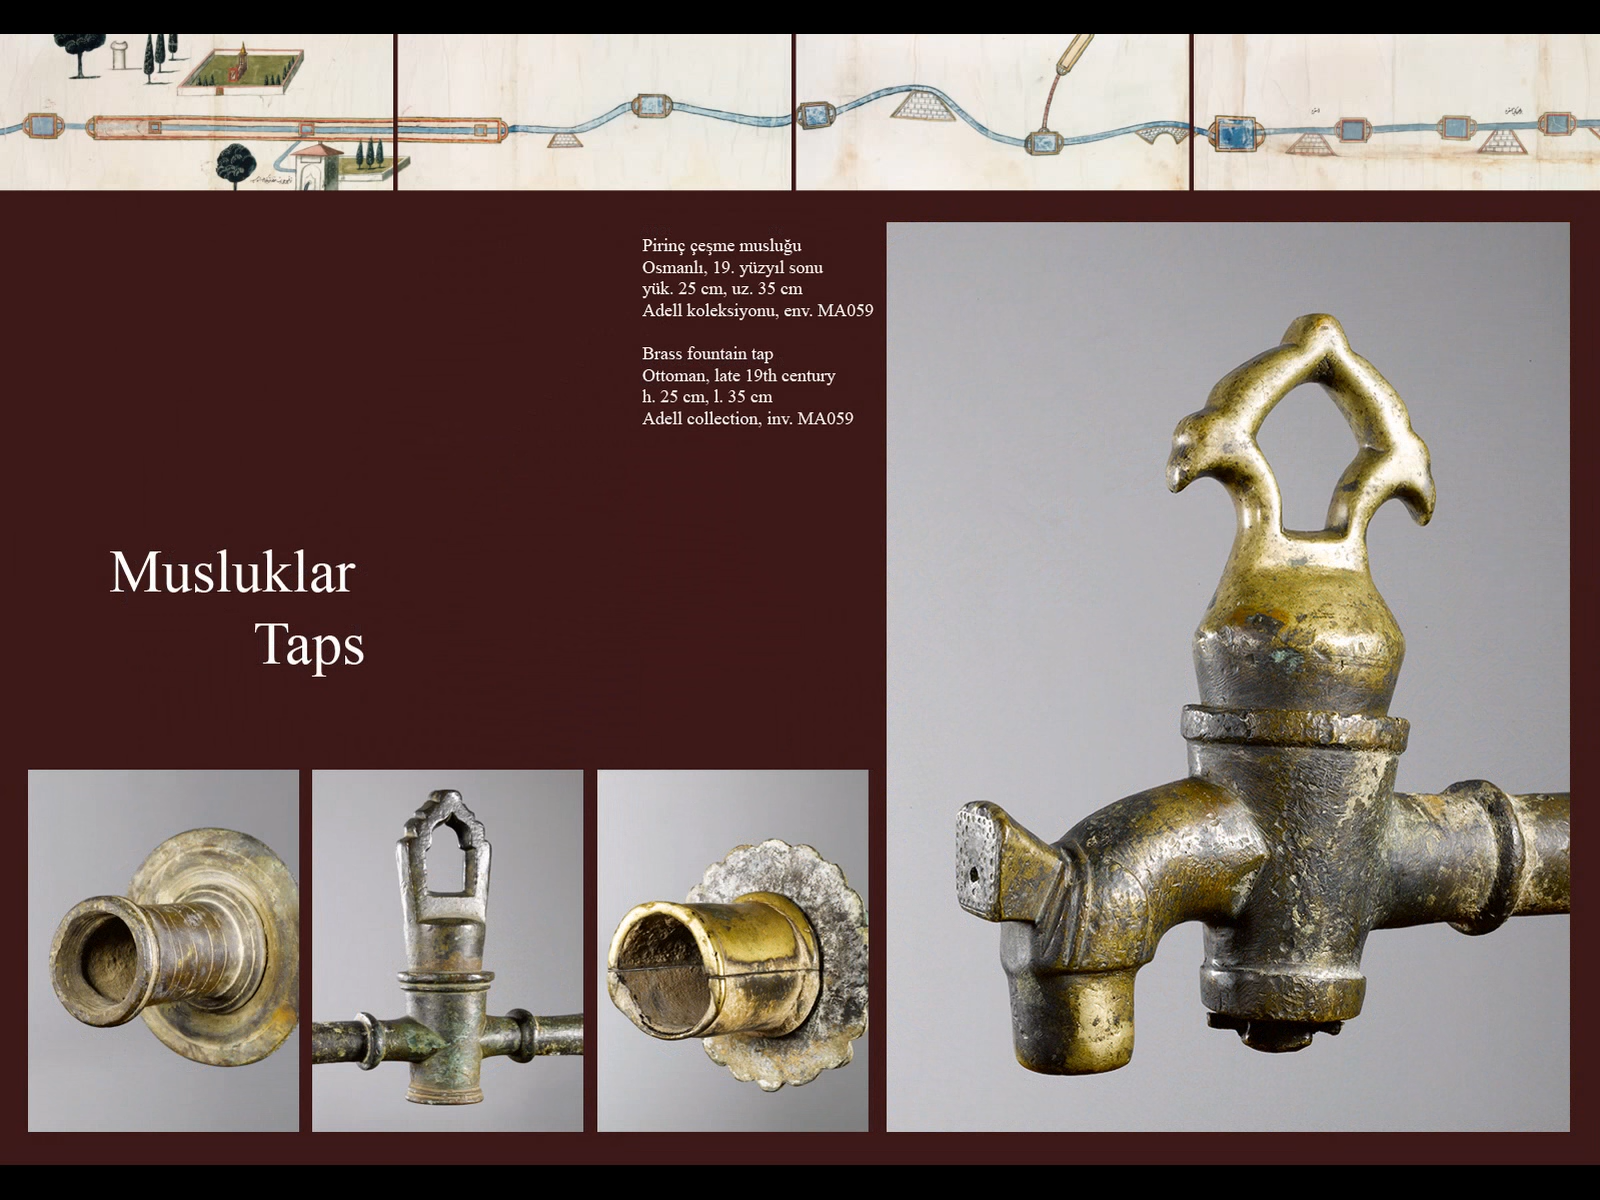 Pirinç çeşme musluğu
Osmanlı, 19. yüzyıl sonu
yük. 25 cm, uz. 35 cm
Adell koleksiyonu, env. MA059
Brass fountain tap
Ottoman, late 19th century
h. 25 cm, l. 35 cm
Adell collection, inv. MA059
Musluklar
Taps